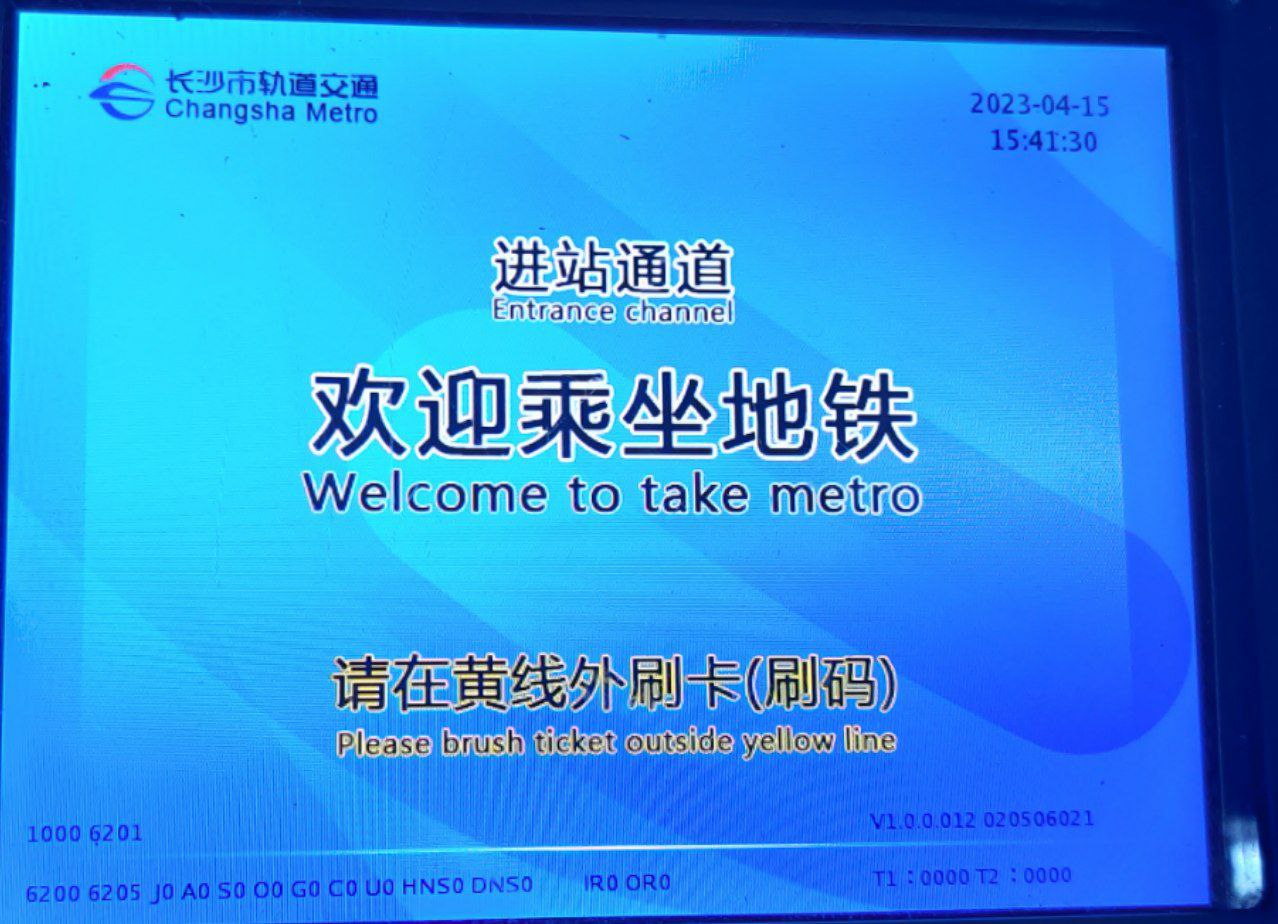 长沙市轨道交通
Changsha Metro
2023-04-15
15:41:30
进站通道
Entrance channel
欢迎乘坐地铁
Welcome to take metro
请在黄线外刷卡(刷码)
Please brush ticket outside yellow line
1000 6201
V1.0.0.012 020506021
6200 6205 J0 A0 S0 O0 G0 C0 U0 HNS0 DNS0 IR0 OR0
T1：0000 T2：0000